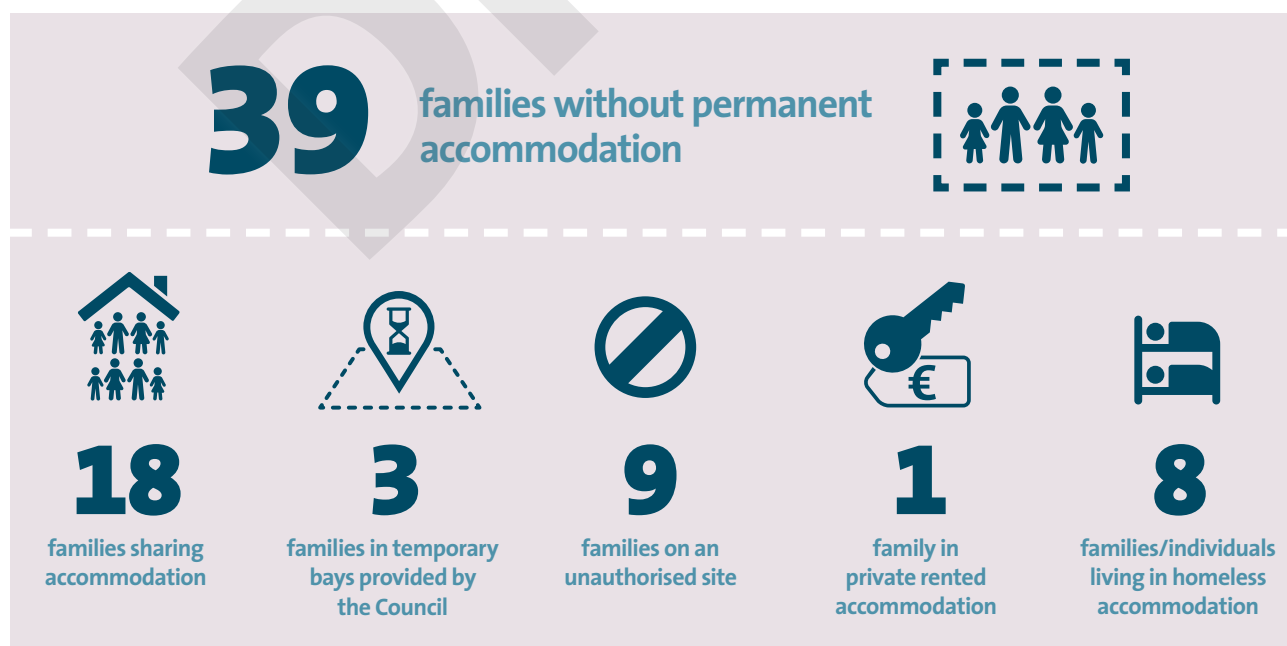 39
families without permanent
accommodation
€
18
families sharing
accommodation
3
families in temporary
bays provided by
the Council
9
families on an
unauthorised site
1
family in
private rented
accommodation
8
families/individuals
living in homeless
accommodation